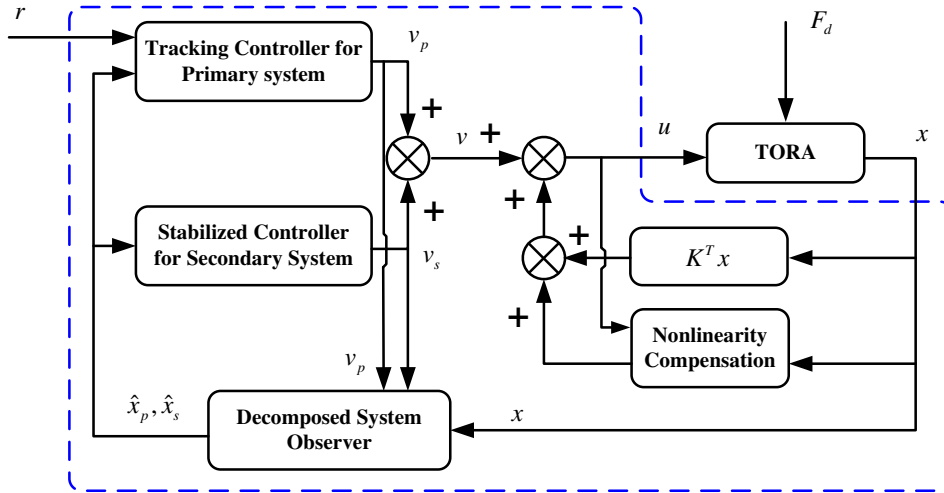 r
Tracking Controller for
Primary system
v_p
F_d
+
v
+
u
TORA
x
+
+
Stabilized Controller
for Secondary System
v_s
+
K^T x
+
Nonlinearity
Compensation
v_p
x̂_p, x̂_s
Decomposed System
Observer
x